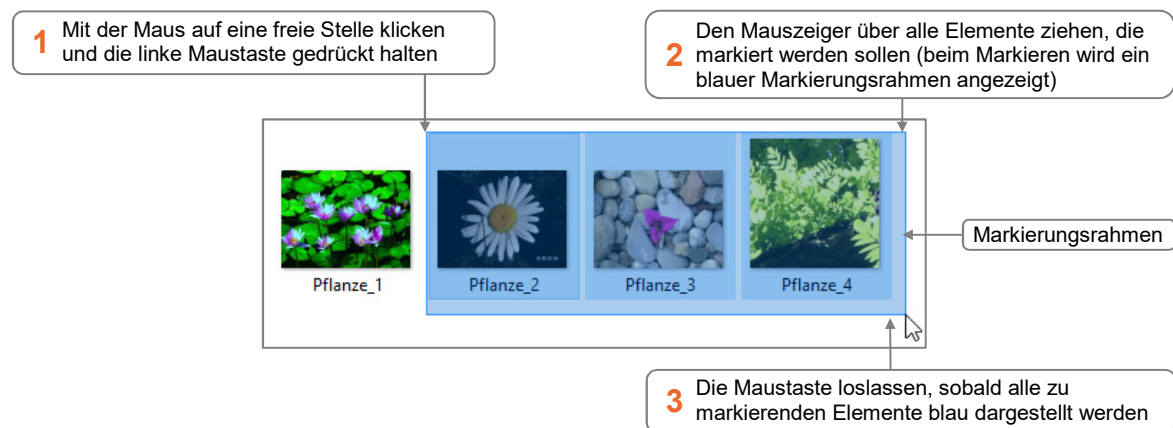 1 Mit der Maus auf eine freie Stelle klicken
und die linke Maustaste gedrückt halten
2 Den Mauszeiger über alle Elemente ziehen, die
markiert werden sollen (beim Markieren wird ein
blauer Markierungsrahmen angezeigt)
Pflanze_1
Pflanze_2
Pflanze_3
Pflanze_4
Markierungsrahmen
3 Die Maustaste loslassen, sobald alle zu
markierenden Elemente blau dargestellt werden